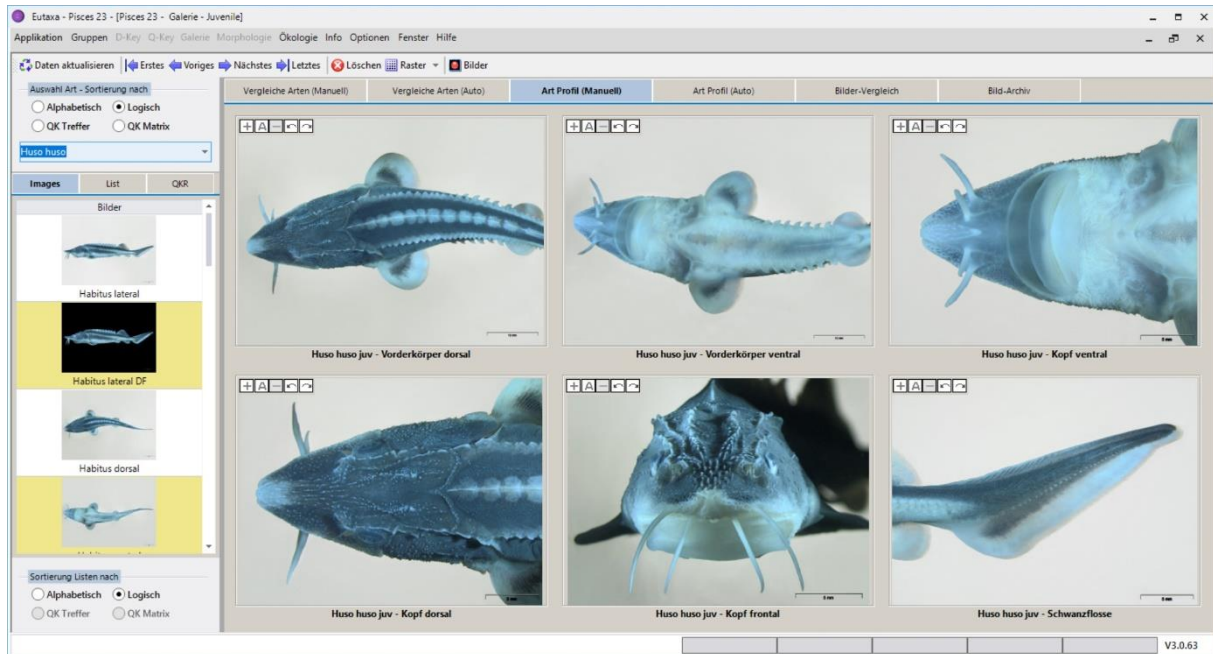 Eutaxa - Pisces 23 - [Pisces 23 - Galerie - Juvenile]
Applikation Gruppen D-Key Q-Key Galerie Morphologie Ökologie Info Optionen Fenster Hilfe
Daten aktualisieren Erstes Voriges Nächstes Letztes Löschen Raster Bilder
Auswahl Art - Sortierung nach
Alphabetisch Logisch
QK Treffer QK Matrix
Huso huso
Images List QKR
Bilder
Habitus lateral
Habitus lateral DF
Habitus dorsal
Sortierung Listen nach
Alphabetisch Logisch
QK Treffer QK Matrix
Vergleiche Arten (Manuell) Vergleiche Arten (Auto) Art Profil (Manuell) Art Profil (Auto) Bilder-Vergleich Bild-Archiv
A A A
Huso huso juv - Vorderkörper dorsal Huso huso juv - Vorderkörper ventral Huso huso juv - Kopf ventral
A A A
Huso huso juv - Kopf dorsal Huso huso juv - Kopf frontal Huso huso juv - Schwanzflosse
V3.0.63